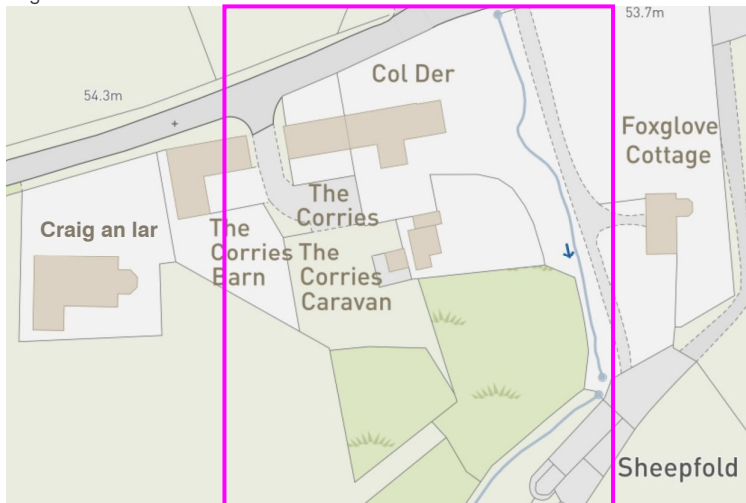 53.7m
Col Der
54.3m
Foxglove
Cottage
The
Corries
Craig an Iar
The
Corries
Barn
The
Corries
Caravan
Sheepfold